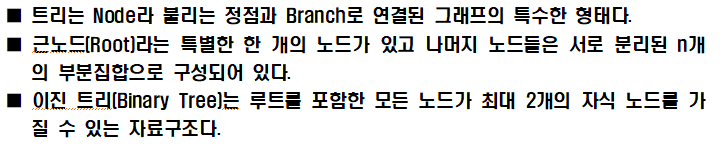 ■ 트리는 Node라 불리는 정점과 Branch로 연결된 그래프의 특수한 형태다.
■ 근노드(Root)라는 특별한 한 개의 노드가 있고 나머지 노드들은 서로 분리된 n개
의 부분집합으로 구성되어 있다.
■ 이진 트리(Binary Tree)는 루트를 포함한 모든 노드가 최대 2개의 자식 노드를 가
질 수 있는 자료구조다.